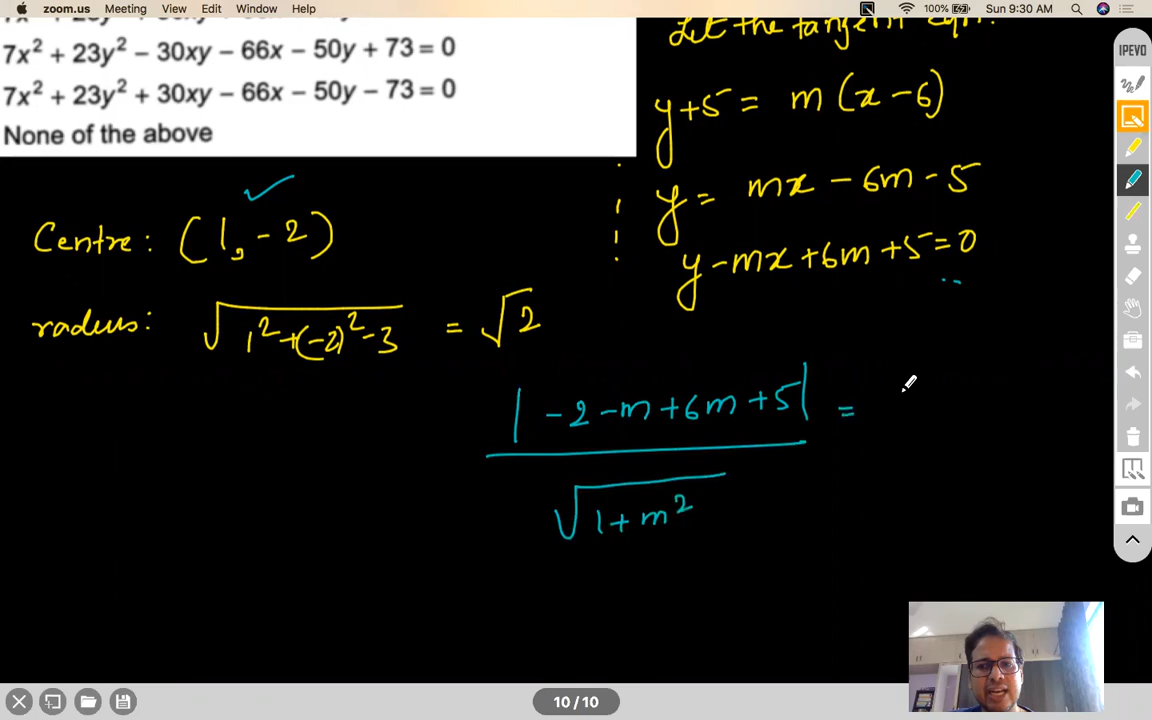 zoom.us Meeting View Edit Window Help 100% Sun 9:30 AM
7x² + 23y² − 30xy − 66x − 50y + 73 = 0
7x² + 23y² + 30xy − 66x − 50y − 73 = 0
None of the above
Let the tangent eqn:
y+5 = m(x-6)
y = mx - 6m - 5
y-mx+6m+5=0
Centre: (1, -2)
radius: √(1²+(-2)²-3) = √2
|-2-m+6m+5| =
√(1+m²)
IPEVO
10/10